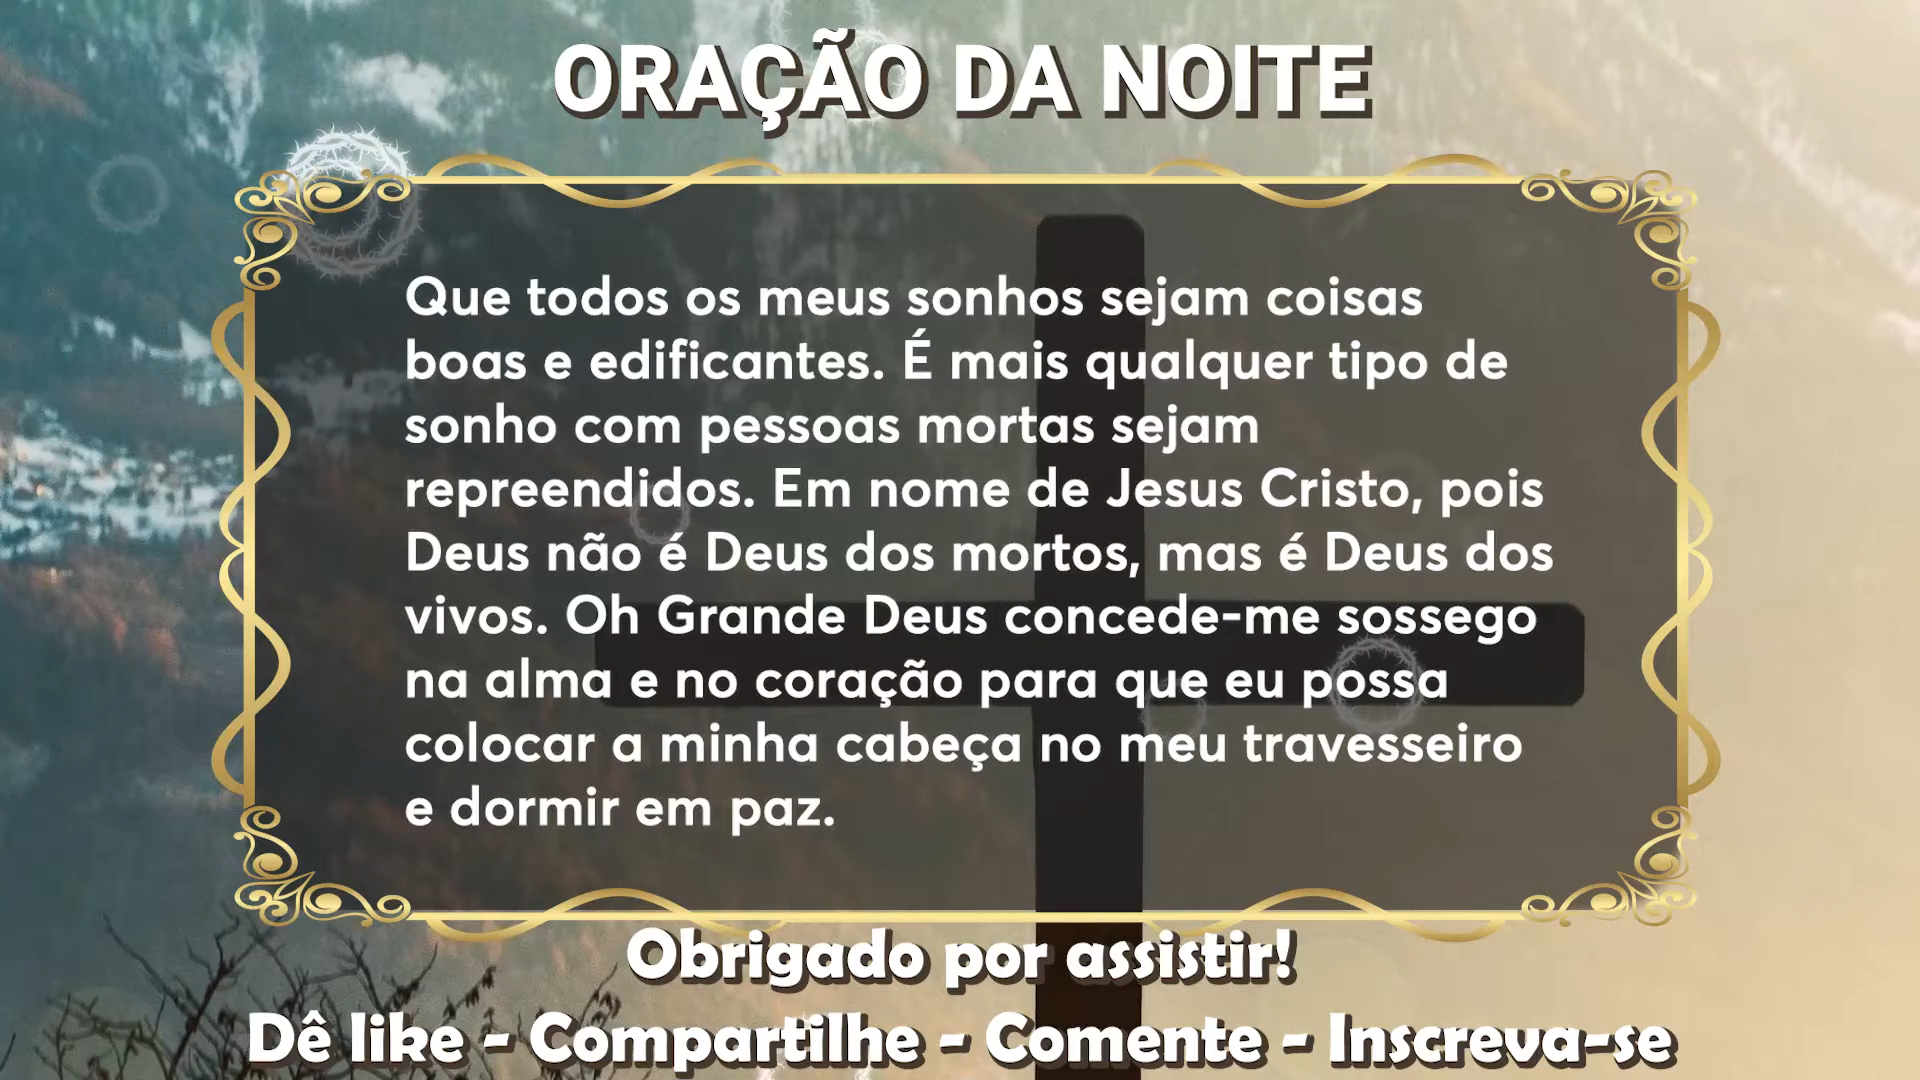 ORAÇÃO DA NOITE
Que todos os meus sonhos sejam coisas
boas e edificantes. É mais qualquer tipo de
sonho com pessoas mortas sejam
repreendidos. Em nome de Jesus Cristo, pois
Deus não é Deus dos mortos, mas é Deus dos
vivos. Oh Grande Deus concede-me sossego
na alma e no coração para que eu possa
colocar a minha cabeça no meu travesseiro
e dormir em paz.
Obrigado por assistir!
Dê like - Compartilhe - Comente - Inscreva-se